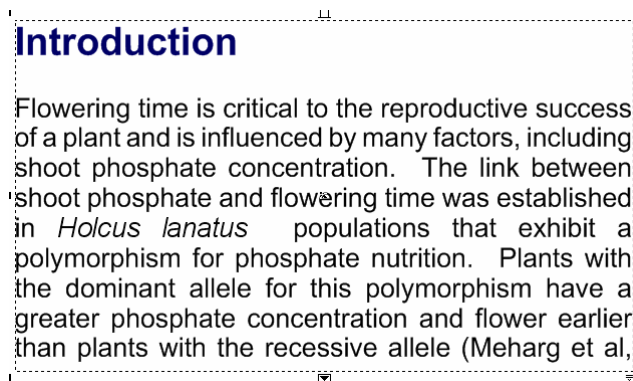 Introduction
Flowering time is critical to the reproductive success
of a plant and is influenced by many factors, including
shoot phosphate concentration.  The link between
shoot phosphate and flowering time was established
in Holcus lanatus  populations that exhibit a
polymorphism for phosphate nutrition.  Plants with
the dominant allele for this polymorphism have a
greater phosphate concentration and flower earlier
than plants with the recessive allele (Meharg et al,